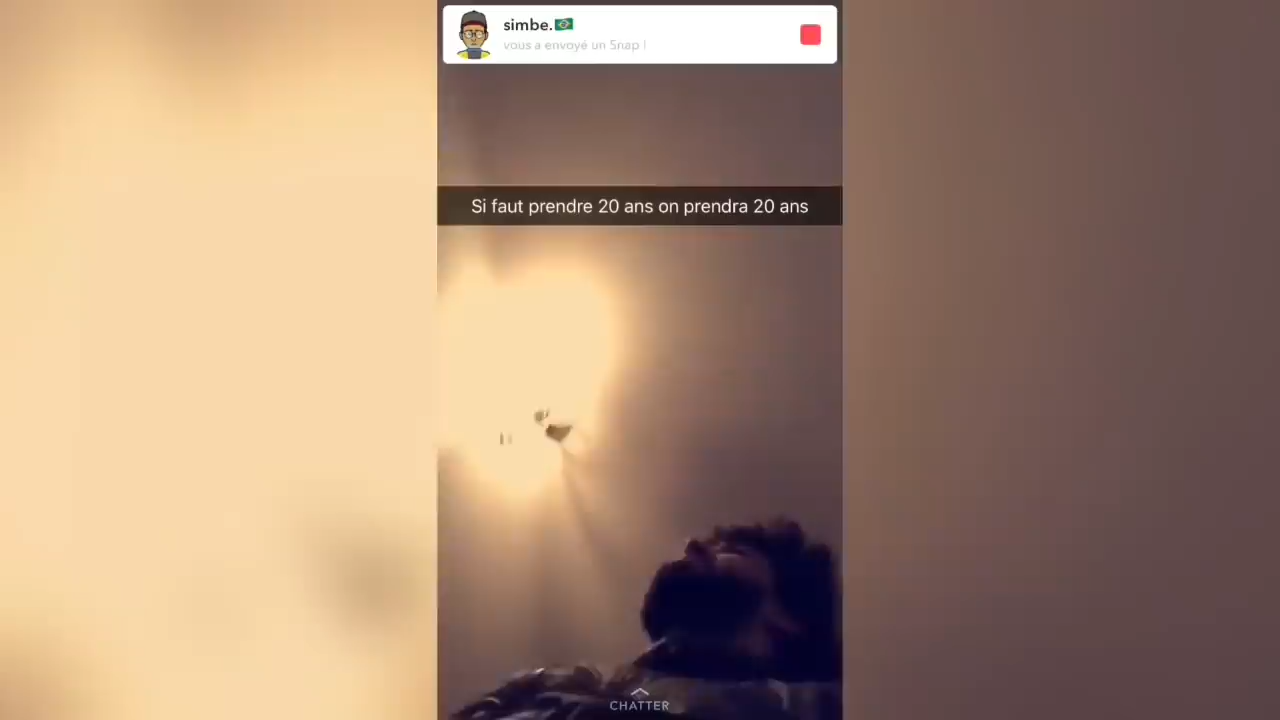 simbe.🇧🇷
vous a envoyé un Snap !
Si faut prendre 20 ans on prendra 20 ans
CHATTER